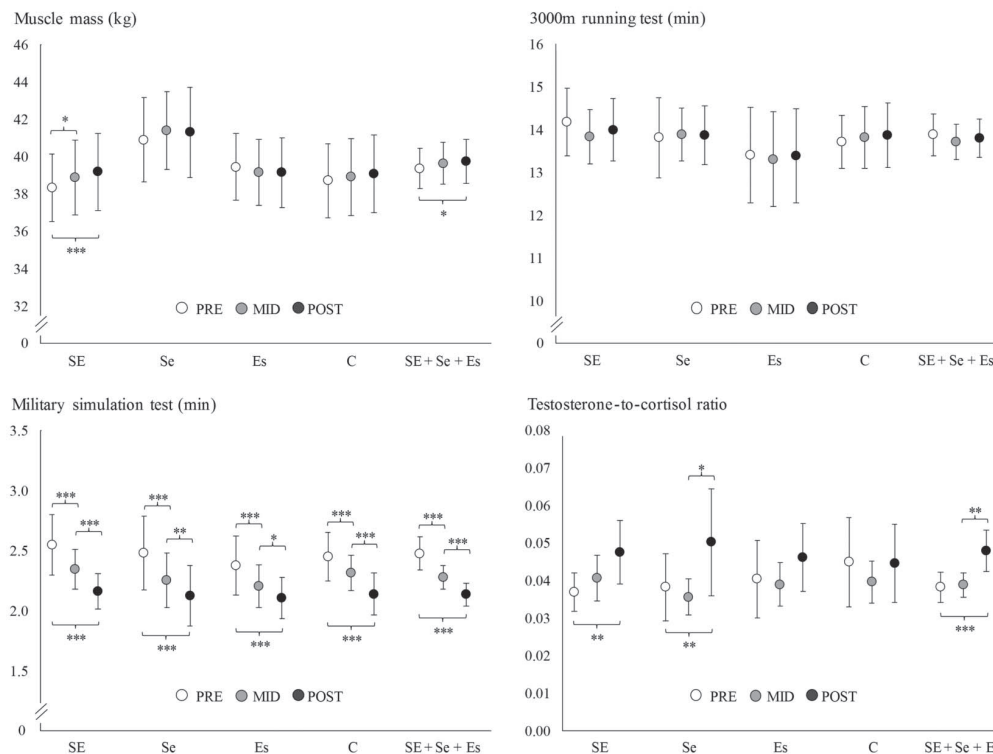 Muscle mass (kg)
46
44
42
40
38
36
34
32
0
*
***
*
PRE MID POST
SE Se Es C SE + Se + Es
3000m running test (min)
16
15
14
13
12
11
10
0
PRE MID POST
SE Se Es C SE + Se + Es
Military simulation test (min)
3.5
3.0
2.5
2.0
1.5
0
*** *** *** *** ***
*** ** * *** ***
*** *** *** *** ***
PRE MID POST
SE Se Es C SE + Se + Es
Testosterone-to-cortisol ratio
0.08
0.07
0.06
0.05
0.04
0.03
0.02
0.01
0.00
* **
** ** ***
PRE MID POST
SE Se Es C SE + Se + Es